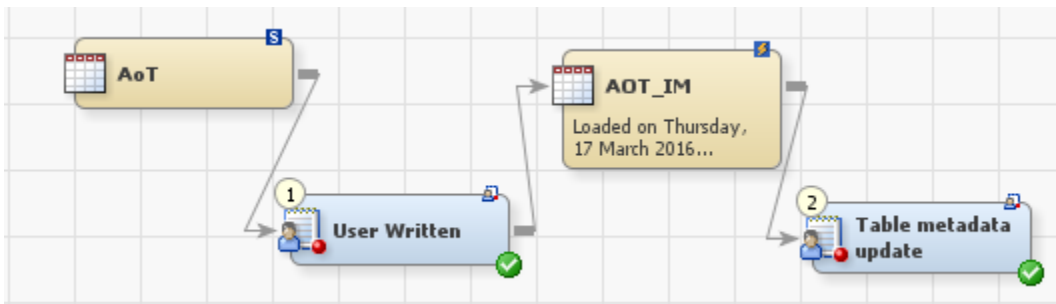 S
AoT
AOT_IM
Loaded on Thursday,
17 March 2016...
1
User Written
2
Table metadata
update